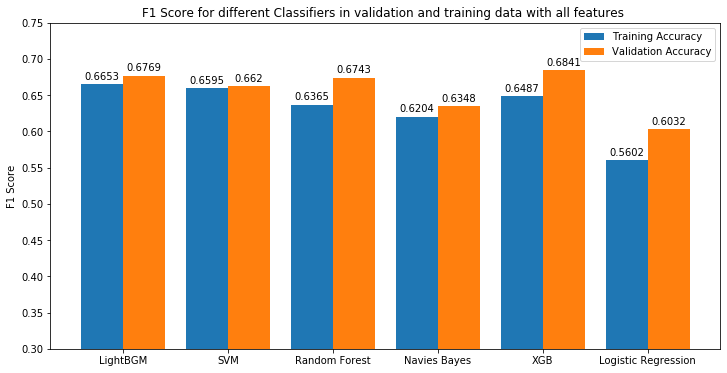 F1 Score for different Classifiers in validation and training data with all features
Training Accuracy
Validation Accuracy
F1 Score
0.75
0.70
0.65
0.60
0.55
0.50
0.45
0.40
0.35
0.30
0.6653
0.6769
0.6595
0.662
0.6365
0.6743
0.6204
0.6348
0.6487
0.6841
0.5602
0.6032
LightBGM
SVM
Random Forest
Navies Bayes
XGB
Logistic Regression